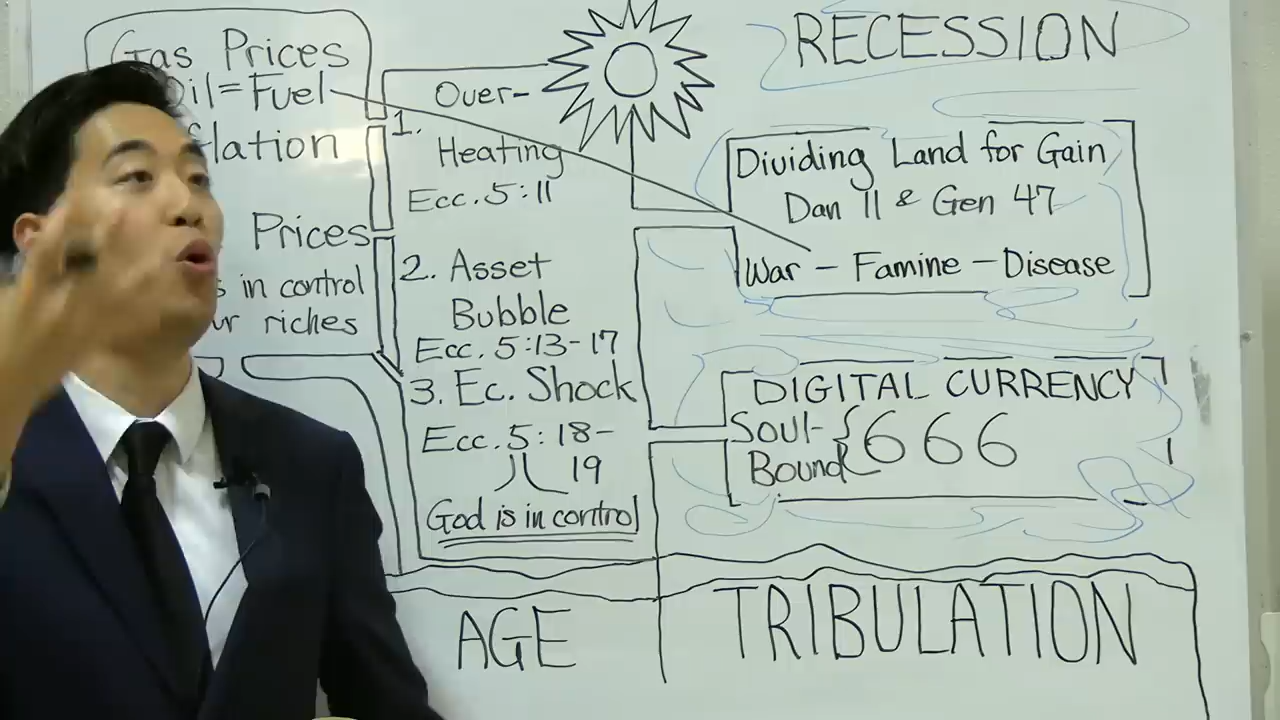 Gas Prices
Oil=Fuel
flation
Prices
s in control
ur riches
1. Over-
Heating
Ecc. 5:11
2. Asset
Bubble
Ecc. 5:13-17
3. Ec. Shock
Ecc. 5:18-
19
God is in control
AGE
RECESSION
Dividing Land for Gain
Dan 11 & Gen 47
War - Famine - Disease
DIGITAL CURRENCY
Soul-
Bound
666
TRIBULATION